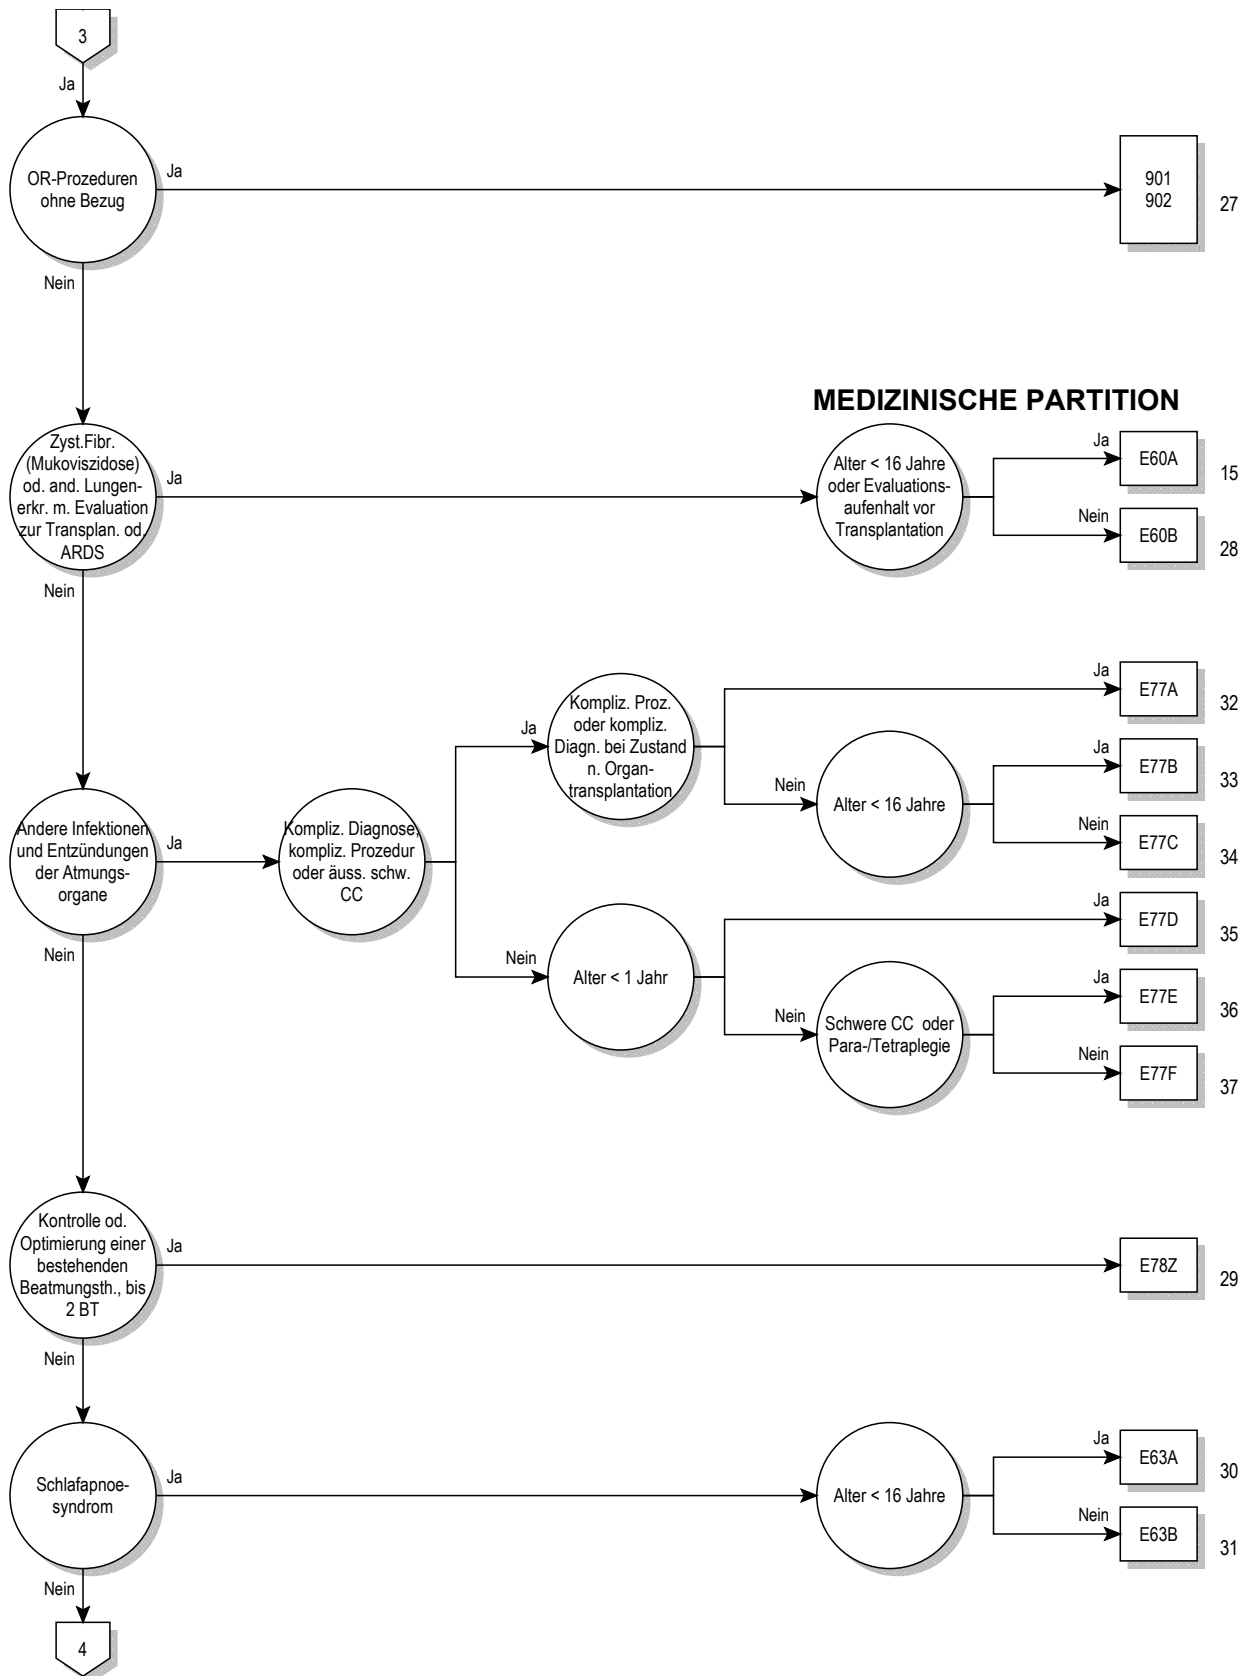 3
Ja
OR-Prozeduren
ohne Bezug
Ja
901
902
27
Nein
MEDIZINISCHE PARTITION
Zyst.Fibr.
(Mukoviszidose)
od. and. Lungen-
erkr. m. Evaluation
zur Transplan. od.
ARDS
Ja
Alter < 16 Jahre
oder Evaluations-
aufenhalt vor
Transplantation
Ja
E60A
15
Nein
E60B
28
Nein
Andere Infektionen
und Entzündungen
der Atmungs-
organe
Ja
Kompliz. Diagnose,
kompliz. Prozedur
oder äuss. schw.
CC
Ja
Kompliz. Proz.
oder kompliz.
Diagn. bei Zustand
n. Organ-
transplantation
Ja
E77A
32
Nein
Alter < 16 Jahre
Ja
E77B
33
Nein
E77C
34
Nein
Alter < 1 Jahr
Ja
E77D
35
Nein
Schwere CC oder
Para-/Tetraplegie
Ja
E77E
36
Nein
E77F
37
Nein
Kontrolle od.
Optimierung einer
bestehenden
Beatmungsth., bis
2 BT
Ja
E78Z
29
Nein
Schlafapnoe-
syndrom
Ja
Alter < 16 Jahre
Ja
E63A
30
Nein
E63B
31
Nein
4